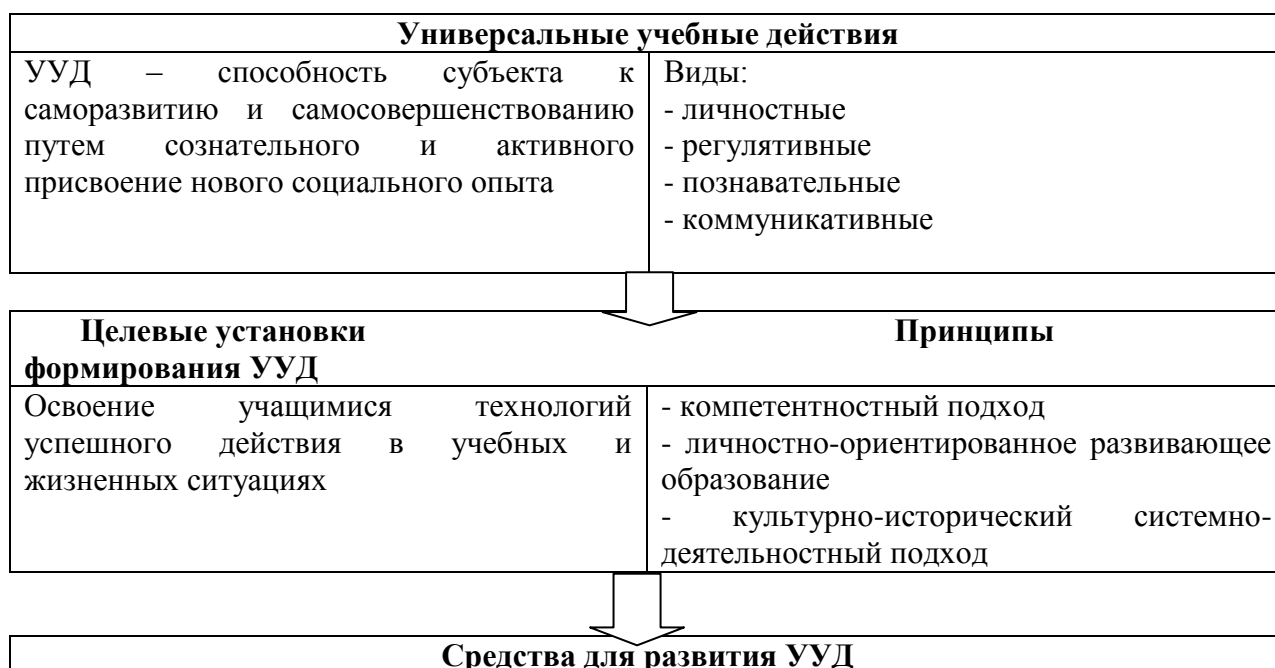 Универсальные учебные действия
УУД – способность субъекта к
саморазвитию и самосовершенствованию
путем сознательного и активного
присвоение нового социального опыта
Виды:
- личностные
- регулятивные
- познавательные
- коммуникативные
Целевые установки
формирования УУД
Принципы
Освоение учащимися технологий
успешного действия в учебных и
жизненных ситуациях
- компетентностный подход
- личностно-ориентированное развивающее
образование
- культурно-исторический системно-
деятельностный подход
Средства для развития УУД